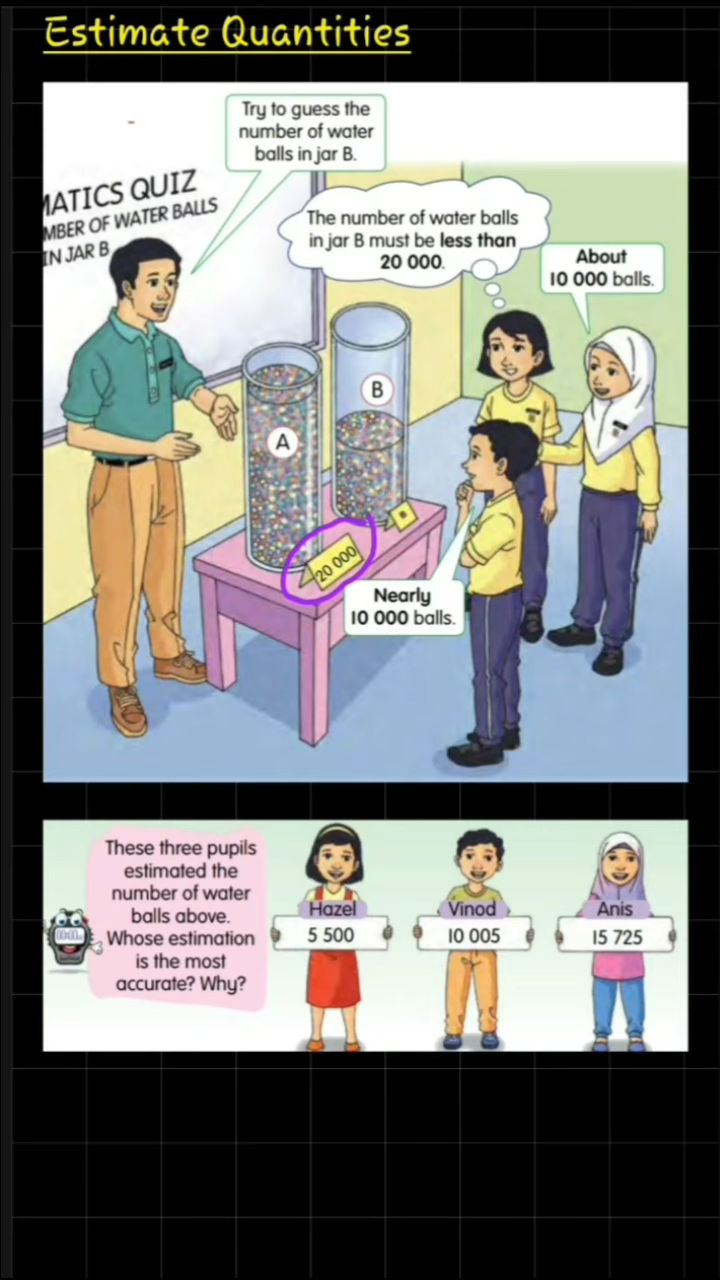 Estimate Quantities
Try to guess the
number of water
balls in jar B.
MATICS QUIZ
MBER OF WATER BALLS
IN JAR B
The number of water balls
in jar B must be less than
20 000.
About
10 000 balls.
A
B
20 000
Nearly
10 000 balls.
These three pupils
estimated the
number of water
balls above.
Whose estimation
is the most
accurate? Why?
Hazel
5 500
Vinod
10 005
Anis
15 725